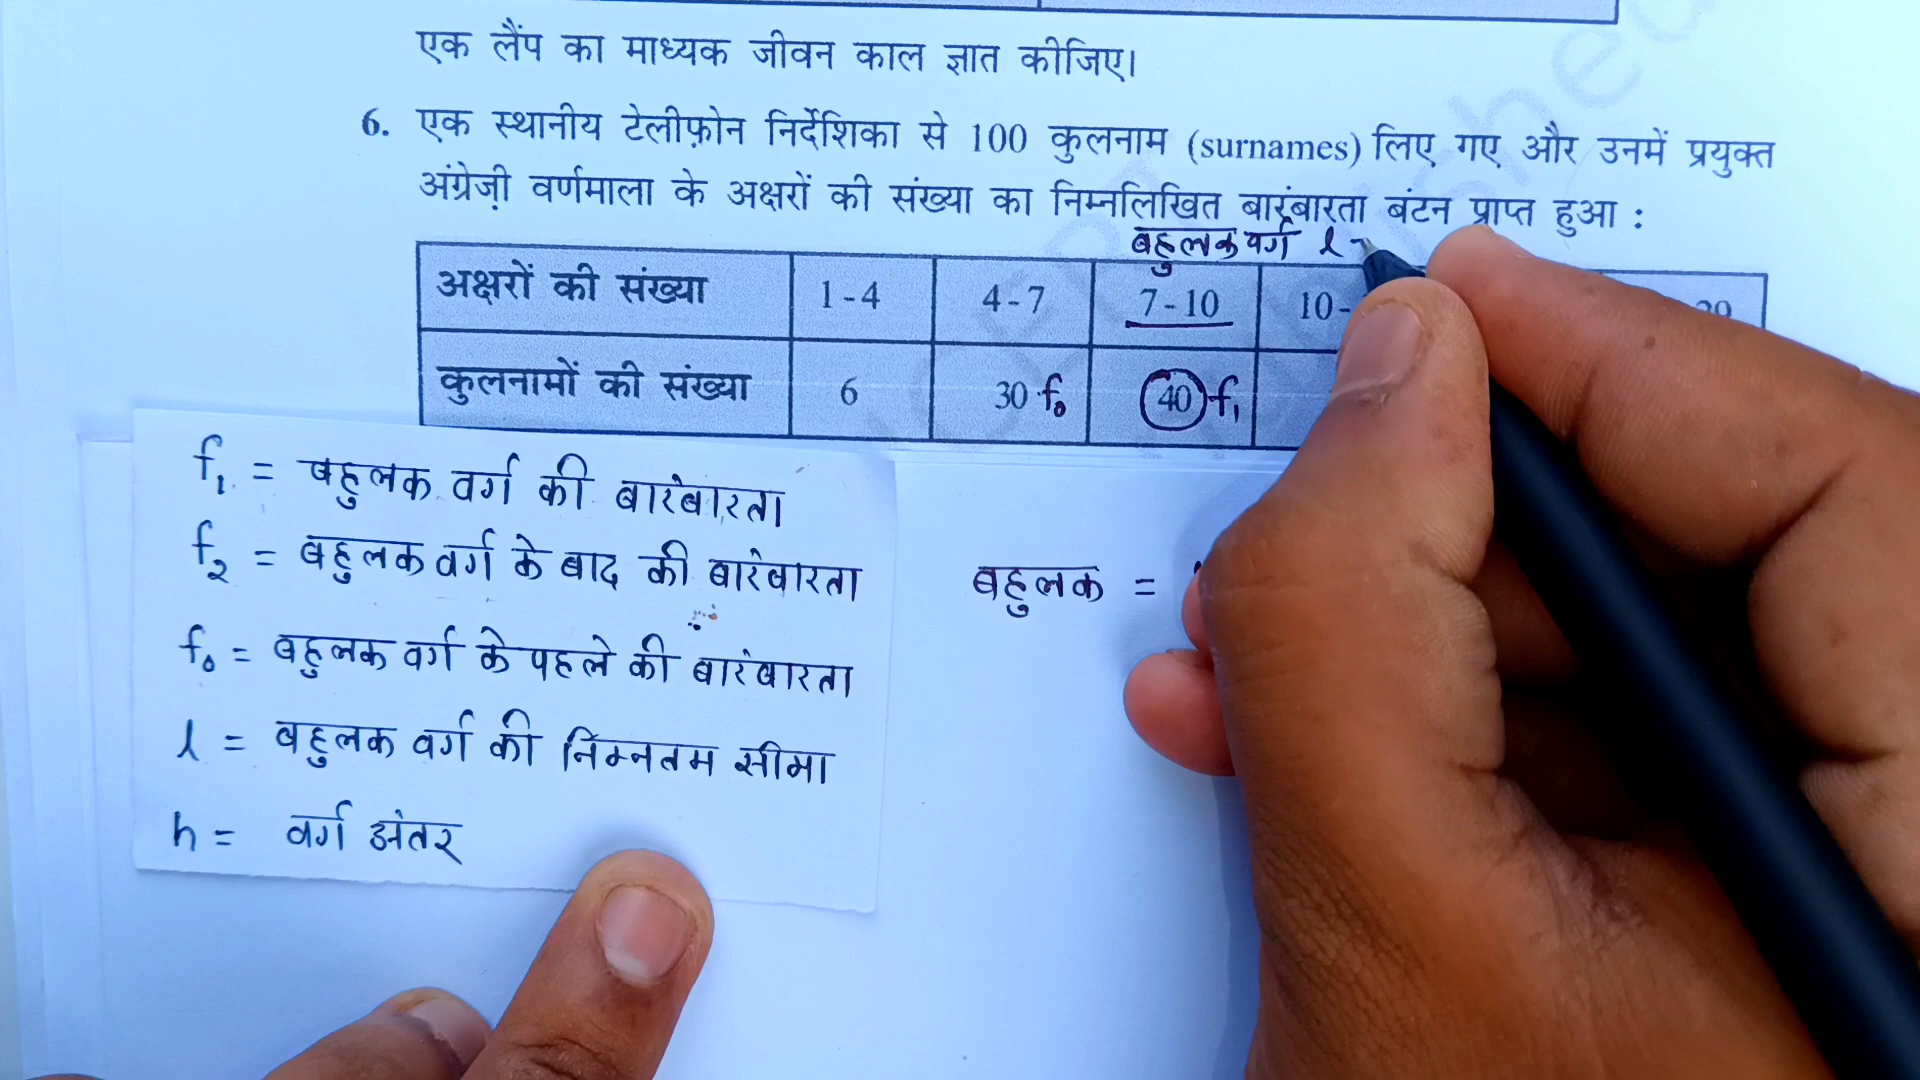 एक लैंप का माध्यक जीवन काल ज्ञात कीजिए।
6. एक स्थानीय टेलीफ़ोन निर्देशिका से 100 कुलनाम (surnames) लिए गए और उनमें प्रयुक्त
अंग्रेज़ी वर्णमाला के अक्षरों की संख्या का निम्नलिखित बारंबारता बंटन प्राप्त हुआ :
बहुलक वर्ग l -
अक्षरों की संख्या 1 - 4 4 - 7 7 - 10 10 -
कुलनामों की संख्या 6 30 f₀ 40 f₁
f₁ = बहुलक वर्ग की बारंबारता
f₂ = बहुलक वर्ग के बाद की बारंबारता
f₀ = बहुलक वर्ग के पहले की बारंबारता
l = बहुलक वर्ग की निम्नतम सीमा
h = वर्ग अंतर
बहुलक =